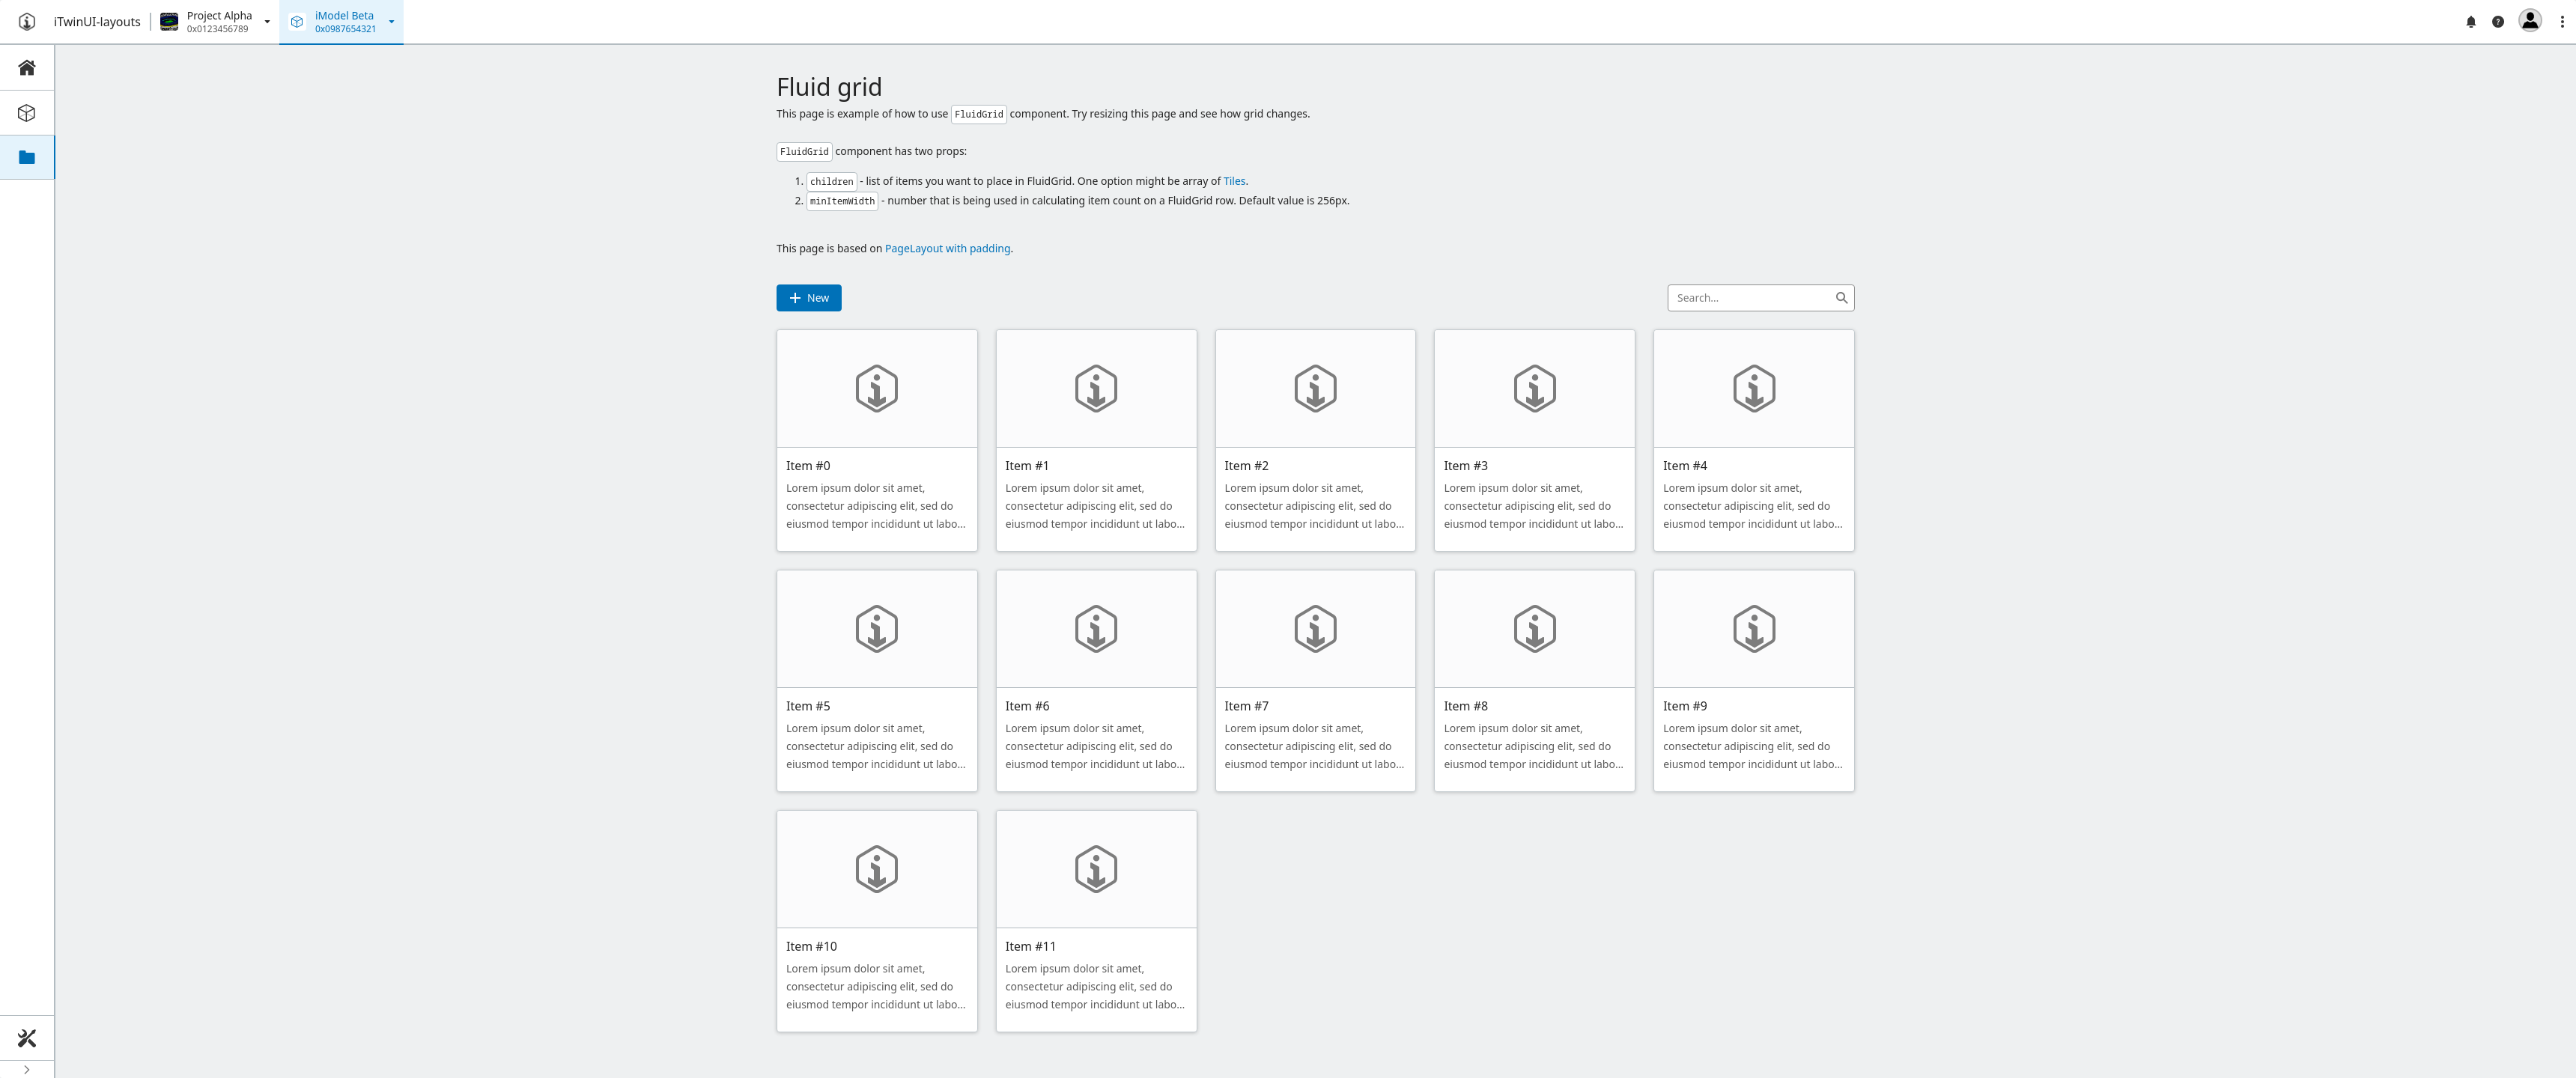 iTwinUI-layouts
Project Alpha
0x0123456789
iModel Beta
0x0987654321
Fluid grid
This page is example of how to use FluidGrid component. Try resizing this page and see how grid changes.
FluidGrid component has two props:
1. children - list of items you want to place in FluidGrid. One option might be array of Tiles.
2. minItemWidth - number that is being used in calculating item count on a FluidGrid row. Default value is 256px.
This page is based on PageLayout with padding.
New
Search...
Item #0
Lorem ipsum dolor sit amet,
consectetur adipiscing elit, sed do
eiusmod tempor incididunt ut labo...
Item #1
Lorem ipsum dolor sit amet,
consectetur adipiscing elit, sed do
eiusmod tempor incididunt ut labo...
Item #2
Lorem ipsum dolor sit amet,
consectetur adipiscing elit, sed do
eiusmod tempor incididunt ut labo...
Item #3
Lorem ipsum dolor sit amet,
consectetur adipiscing elit, sed do
eiusmod tempor incididunt ut labo...
Item #4
Lorem ipsum dolor sit amet,
consectetur adipiscing elit, sed do
eiusmod tempor incididunt ut labo...
Item #5
Lorem ipsum dolor sit amet,
consectetur adipiscing elit, sed do
eiusmod tempor incididunt ut labo...
Item #6
Lorem ipsum dolor sit amet,
consectetur adipiscing elit, sed do
eiusmod tempor incididunt ut labo...
Item #7
Lorem ipsum dolor sit amet,
consectetur adipiscing elit, sed do
eiusmod tempor incididunt ut labo...
Item #8
Lorem ipsum dolor sit amet,
consectetur adipiscing elit, sed do
eiusmod tempor incididunt ut labo...
Item #9
Lorem ipsum dolor sit amet,
consectetur adipiscing elit, sed do
eiusmod tempor incididunt ut labo...
Item #10
Lorem ipsum dolor sit amet,
consectetur adipiscing elit, sed do
eiusmod tempor incididunt ut labo...
Item #11
Lorem ipsum dolor sit amet,
consectetur adipiscing elit, sed do
eiusmod tempor incididunt ut labo...